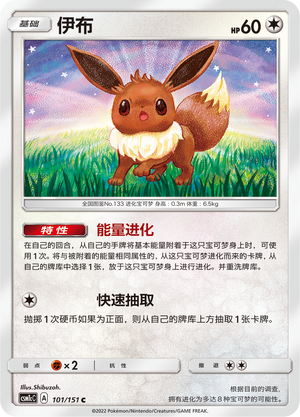 基础 伊布 HP60
全国图鉴No.133 进化宝可梦 身高：0.3m 体重：6.5kg
特性 能量进化
在自己的回合，从自己的手牌将基本能量附着于这只宝可梦身上时，可使
用1次。将与被附着的能量相同属性的，从这只宝可梦进化而来的卡牌，从
自己的牌库中选择1张，放于这只宝可梦身上进行进化。并重洗牌库。
快速抽取
抛掷1次硬币如果为正面，则从自己的牌库上方抽取1张卡牌。
弱点 ×2 抗性 撤退
Illus.Shibuzoh.
A 101/151 C
根据目前的调查，
拥有进化为多达8种宝可梦的可能性。
©2022 Pokémon/Nintendo/Creatures/GAME FREAK.